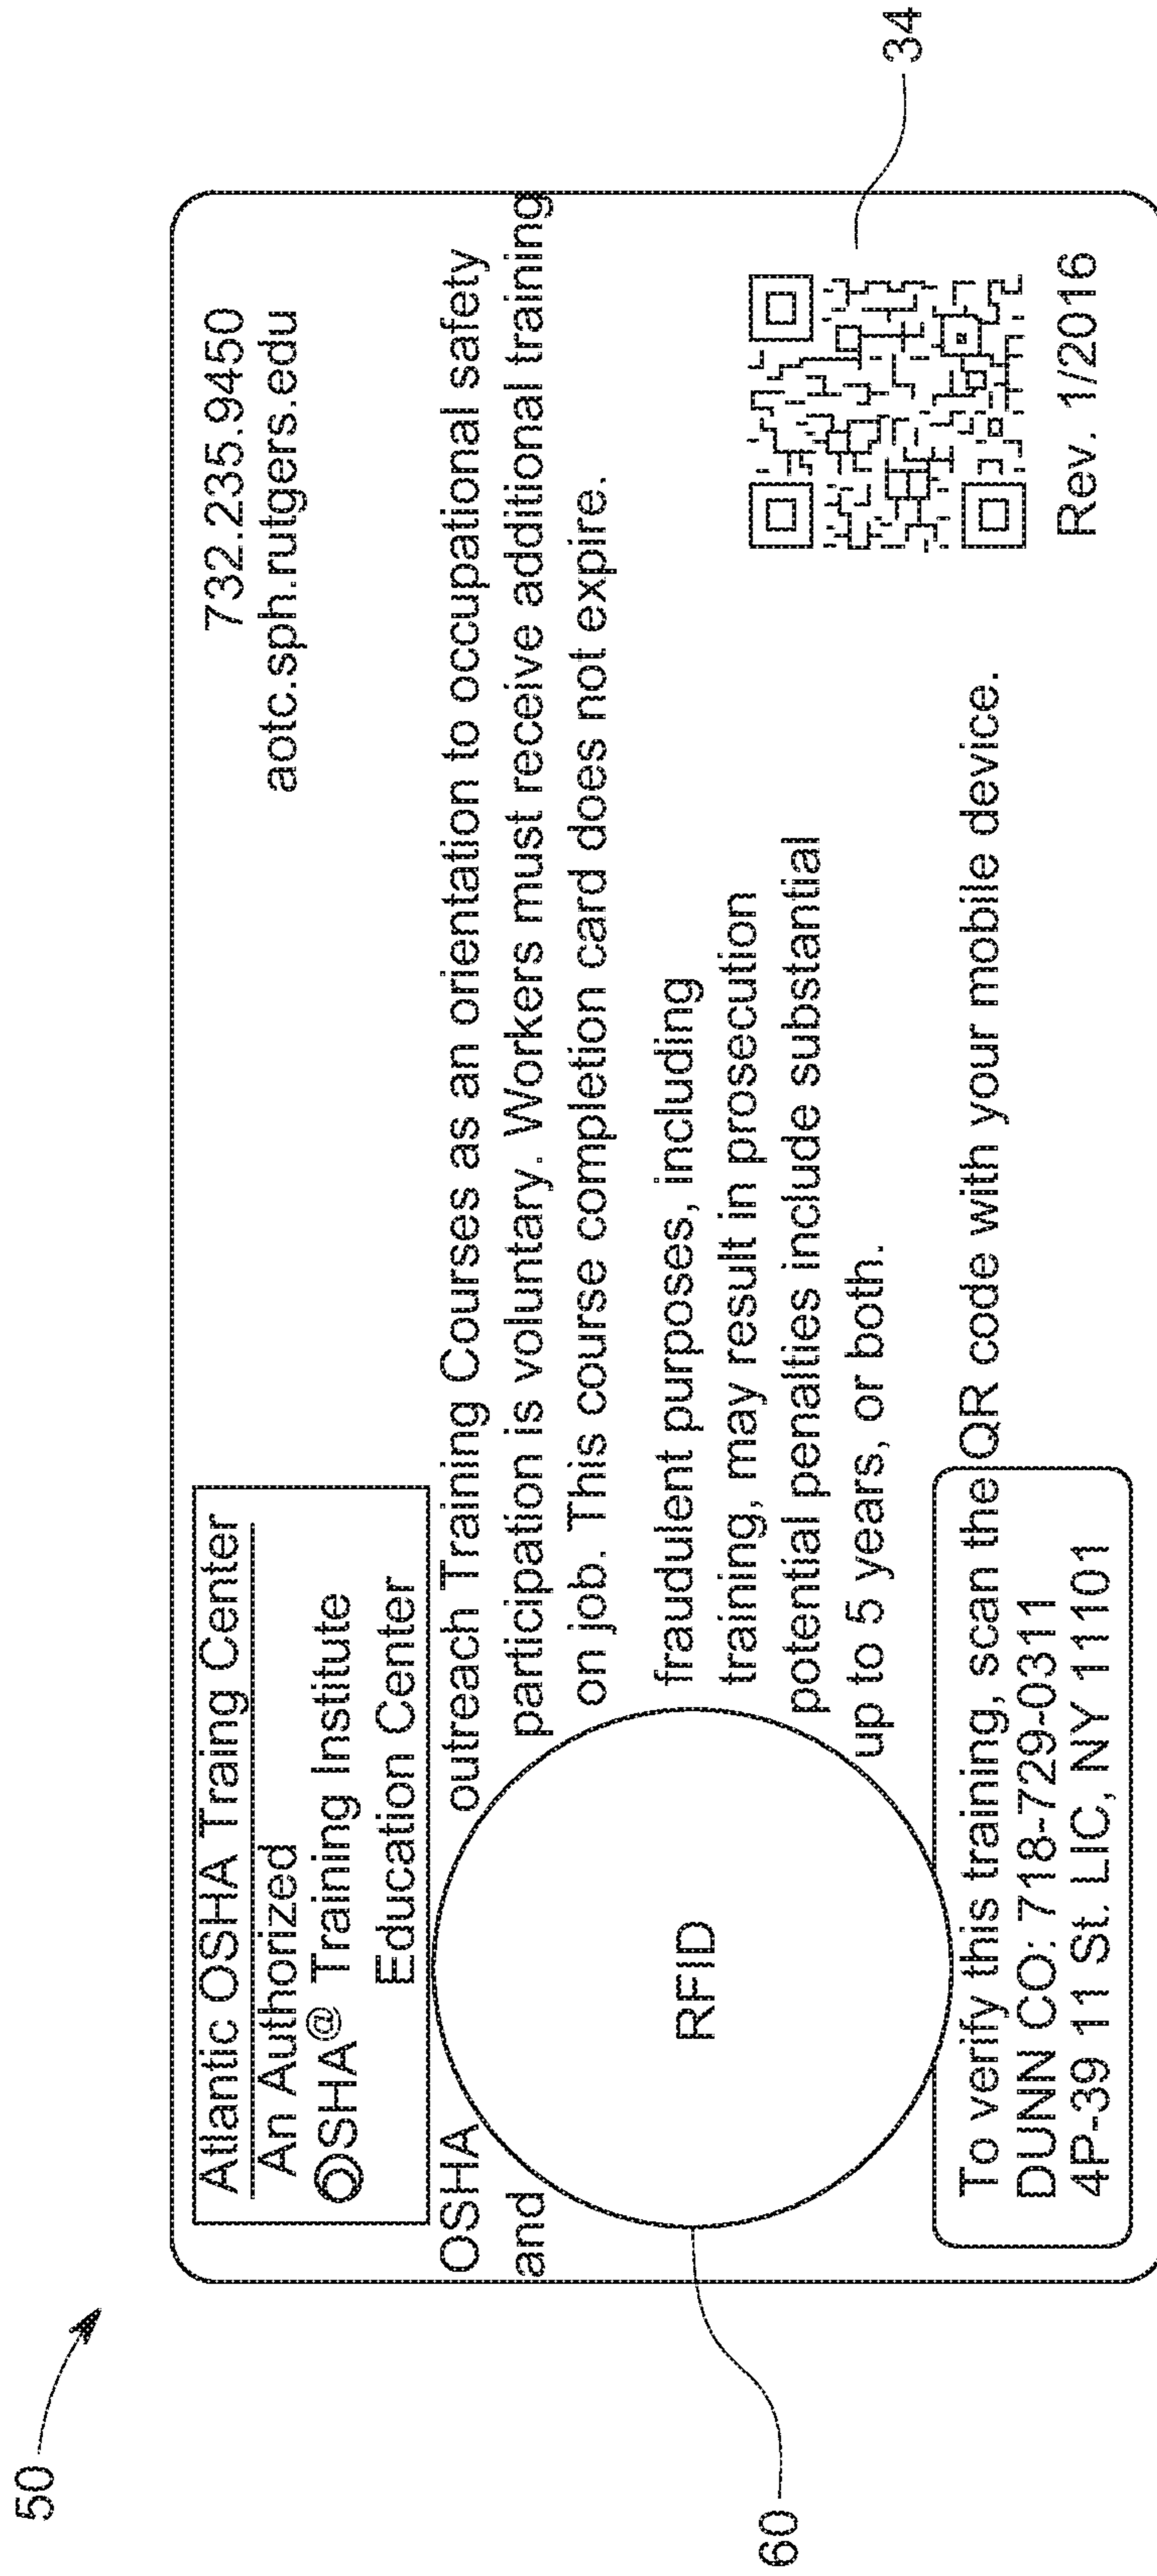 50
Atlantic OSHA Traing Center
An Authorized
OSHA@ Training Institute
Education Center
732.235.9450
aotc.sph.rutgers.edu
OSHA outreach Training Courses as an orientation to occupational safety
and participation is voluntary. Workers must receive additional training
on job. This course completion card does not expire.
fraudulent purposes, including
training, may result in prosecution
potential penalties include substantial
up to 5 years, or both.
RFID
60
34
To verify this training, scan the QR code with your mobile device.
DUNN CO: 718-729-0311
4P-39 11 St. LIC, NY 11101
Rev. 1/2016